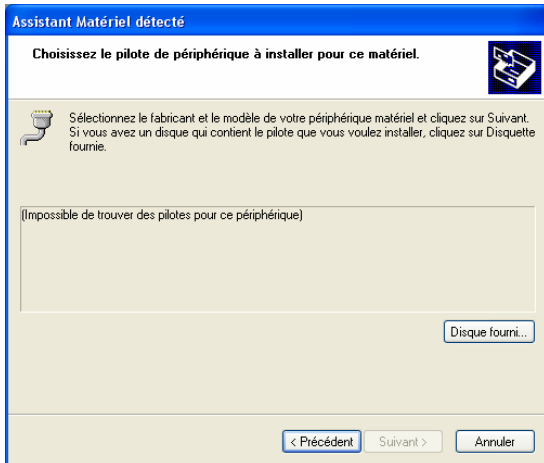 Assistant Matériel détecté
Choisissez le pilote de périphérique à installer pour ce matériel.
Sélectionnez le fabricant et le modèle de votre périphérique matériel et cliquez sur Suivant.
Si vous avez un disque qui contient le pilote que vous voulez installer, cliquez sur Disquette
fournie.
(Impossible de trouver des pilotes pour ce périphérique)
Disque fourni...
< Précédent
Suivant >
Annuler